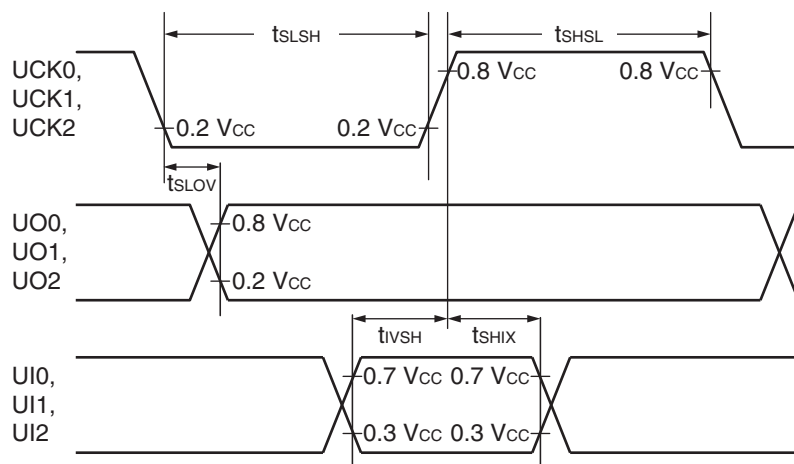 tSLSH tSHSL
UCK0,
UCK1,
UCK2
0.8 VCC 0.8 VCC
0.2 VCC 0.2 VCC
tSLOV
UO0,
UO1,
UO2
0.8 VCC
0.2 VCC
tIVSH tSHIX
UI0,
UI1,
UI2
0.7 VCC 0.7 VCC
0.3 VCC 0.3 VCC